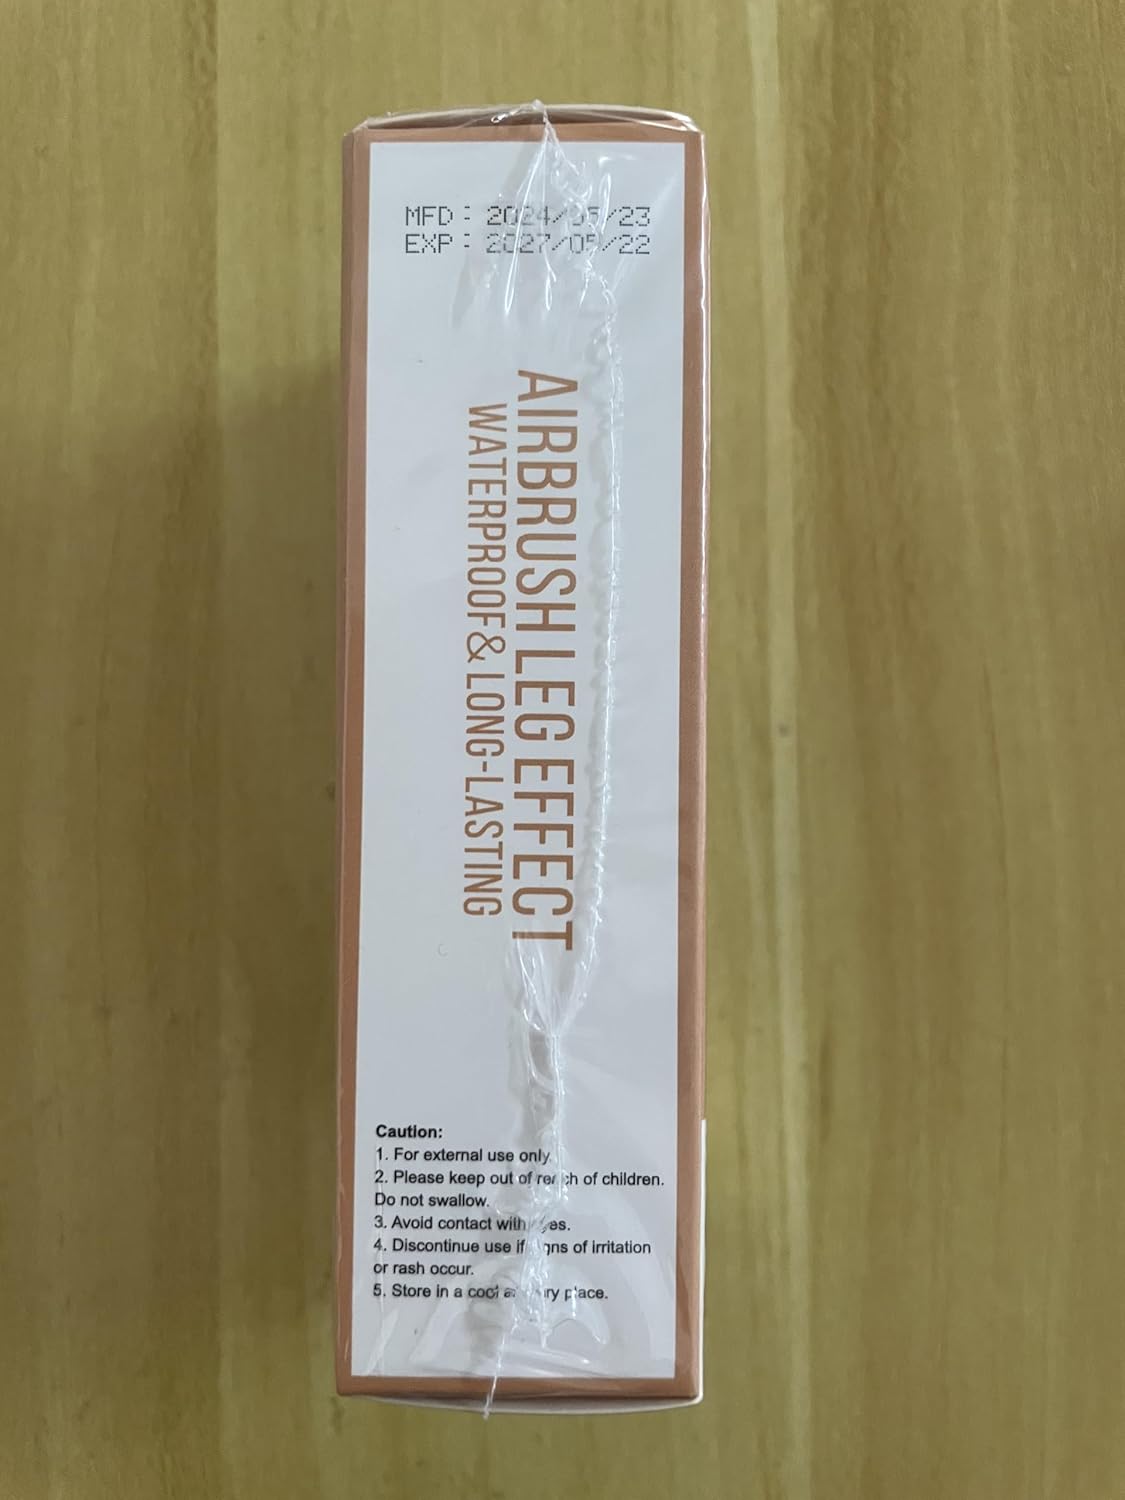 MFD : 2024/05/23
EXP : 2027/05/22
AIRBRUSH LEG EFFECT
WATERPROOF & LONG-LASTING
Caution:
1. For external use only.
2. Please keep out of reach of children.
Do not swallow.
3. Avoid contact with eyes.
4. Discontinue use if signs of irritation
or rash occur.
5. Store in a cool and dry place.